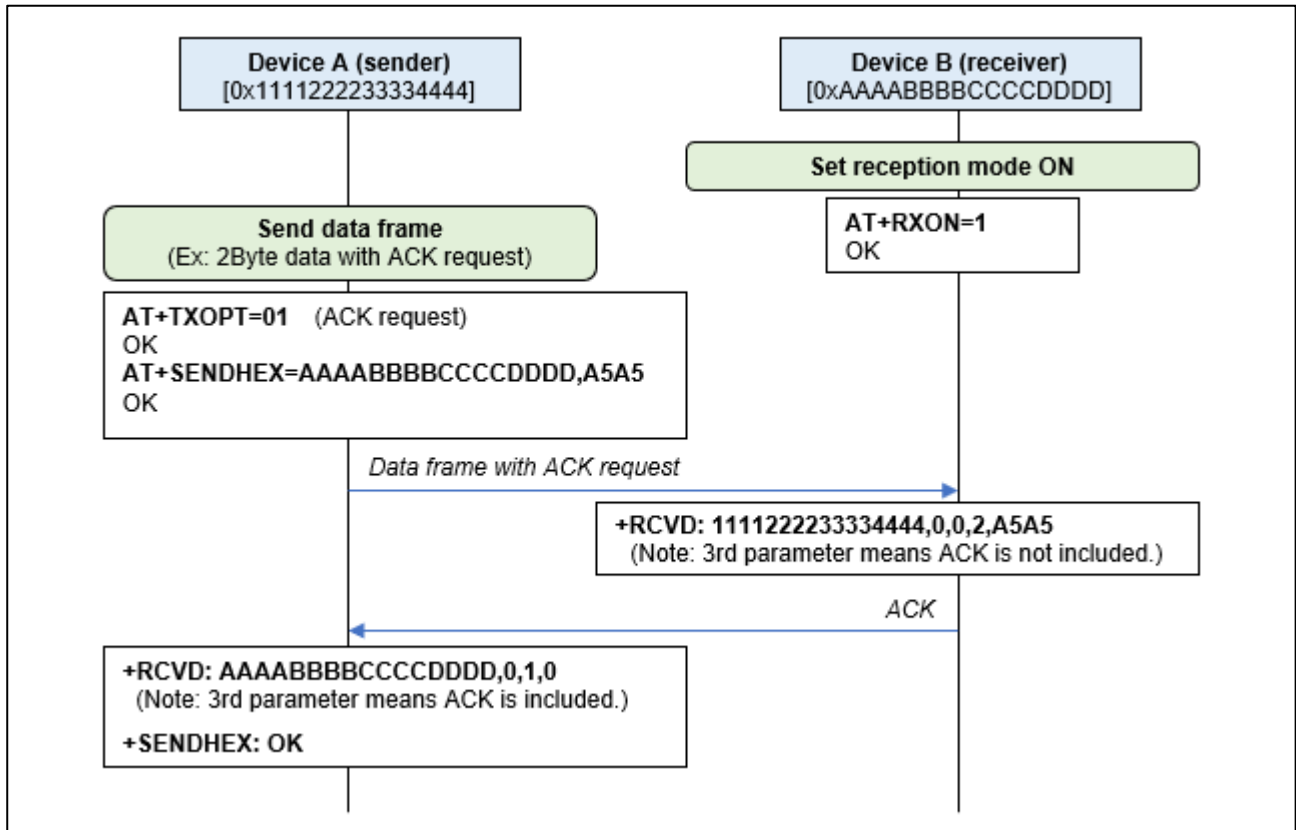 Device A (sender)
[0x1111222233334444]
Device B (receiver)
[0xAAAABBBBCCCCDDDD]
Set reception mode ON
AT+RXON=1
OK
Send data frame
(Ex: 2Byte data with ACK request)
AT+TXOPT=01 (ACK request)
OK
AT+SENDHEX=AAAABBBBCCCCDDDD,A5A5
OK
Data frame with ACK request
+RCVD: 1111222233334444,0,0,2,A5A5
(Note: 3rd parameter means ACK is not included.)
ACK
+RCVD: AAAABBBBCCCCDDDD,0,1,0
(Note: 3rd parameter means ACK is included.)
+SENDHEX: OK